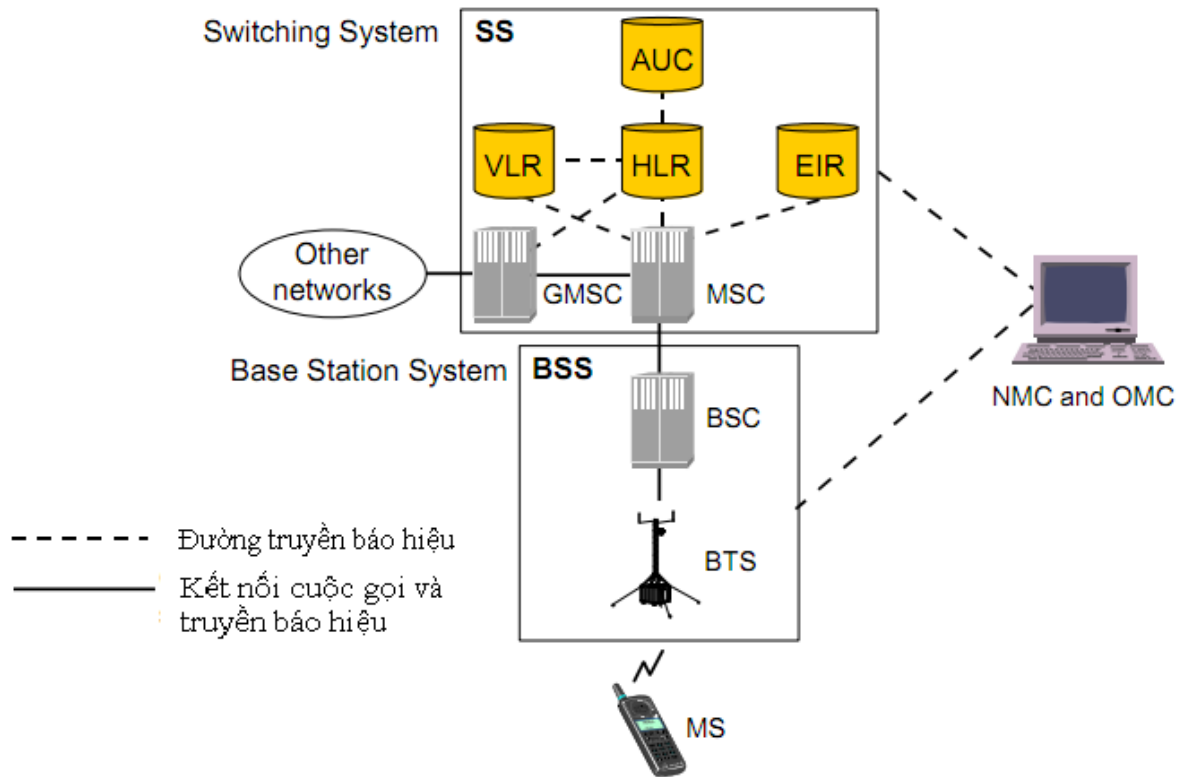 Switching System
SS
AUC
VLR
HLR
EIR
Other
networks
GMSC
MSC
Base Station System
BSS
BSC
NMC and OMC
BTS
Đường truyền báo hiệu
Kết nối cuộc gọi và
truyền báo hiệu
MS